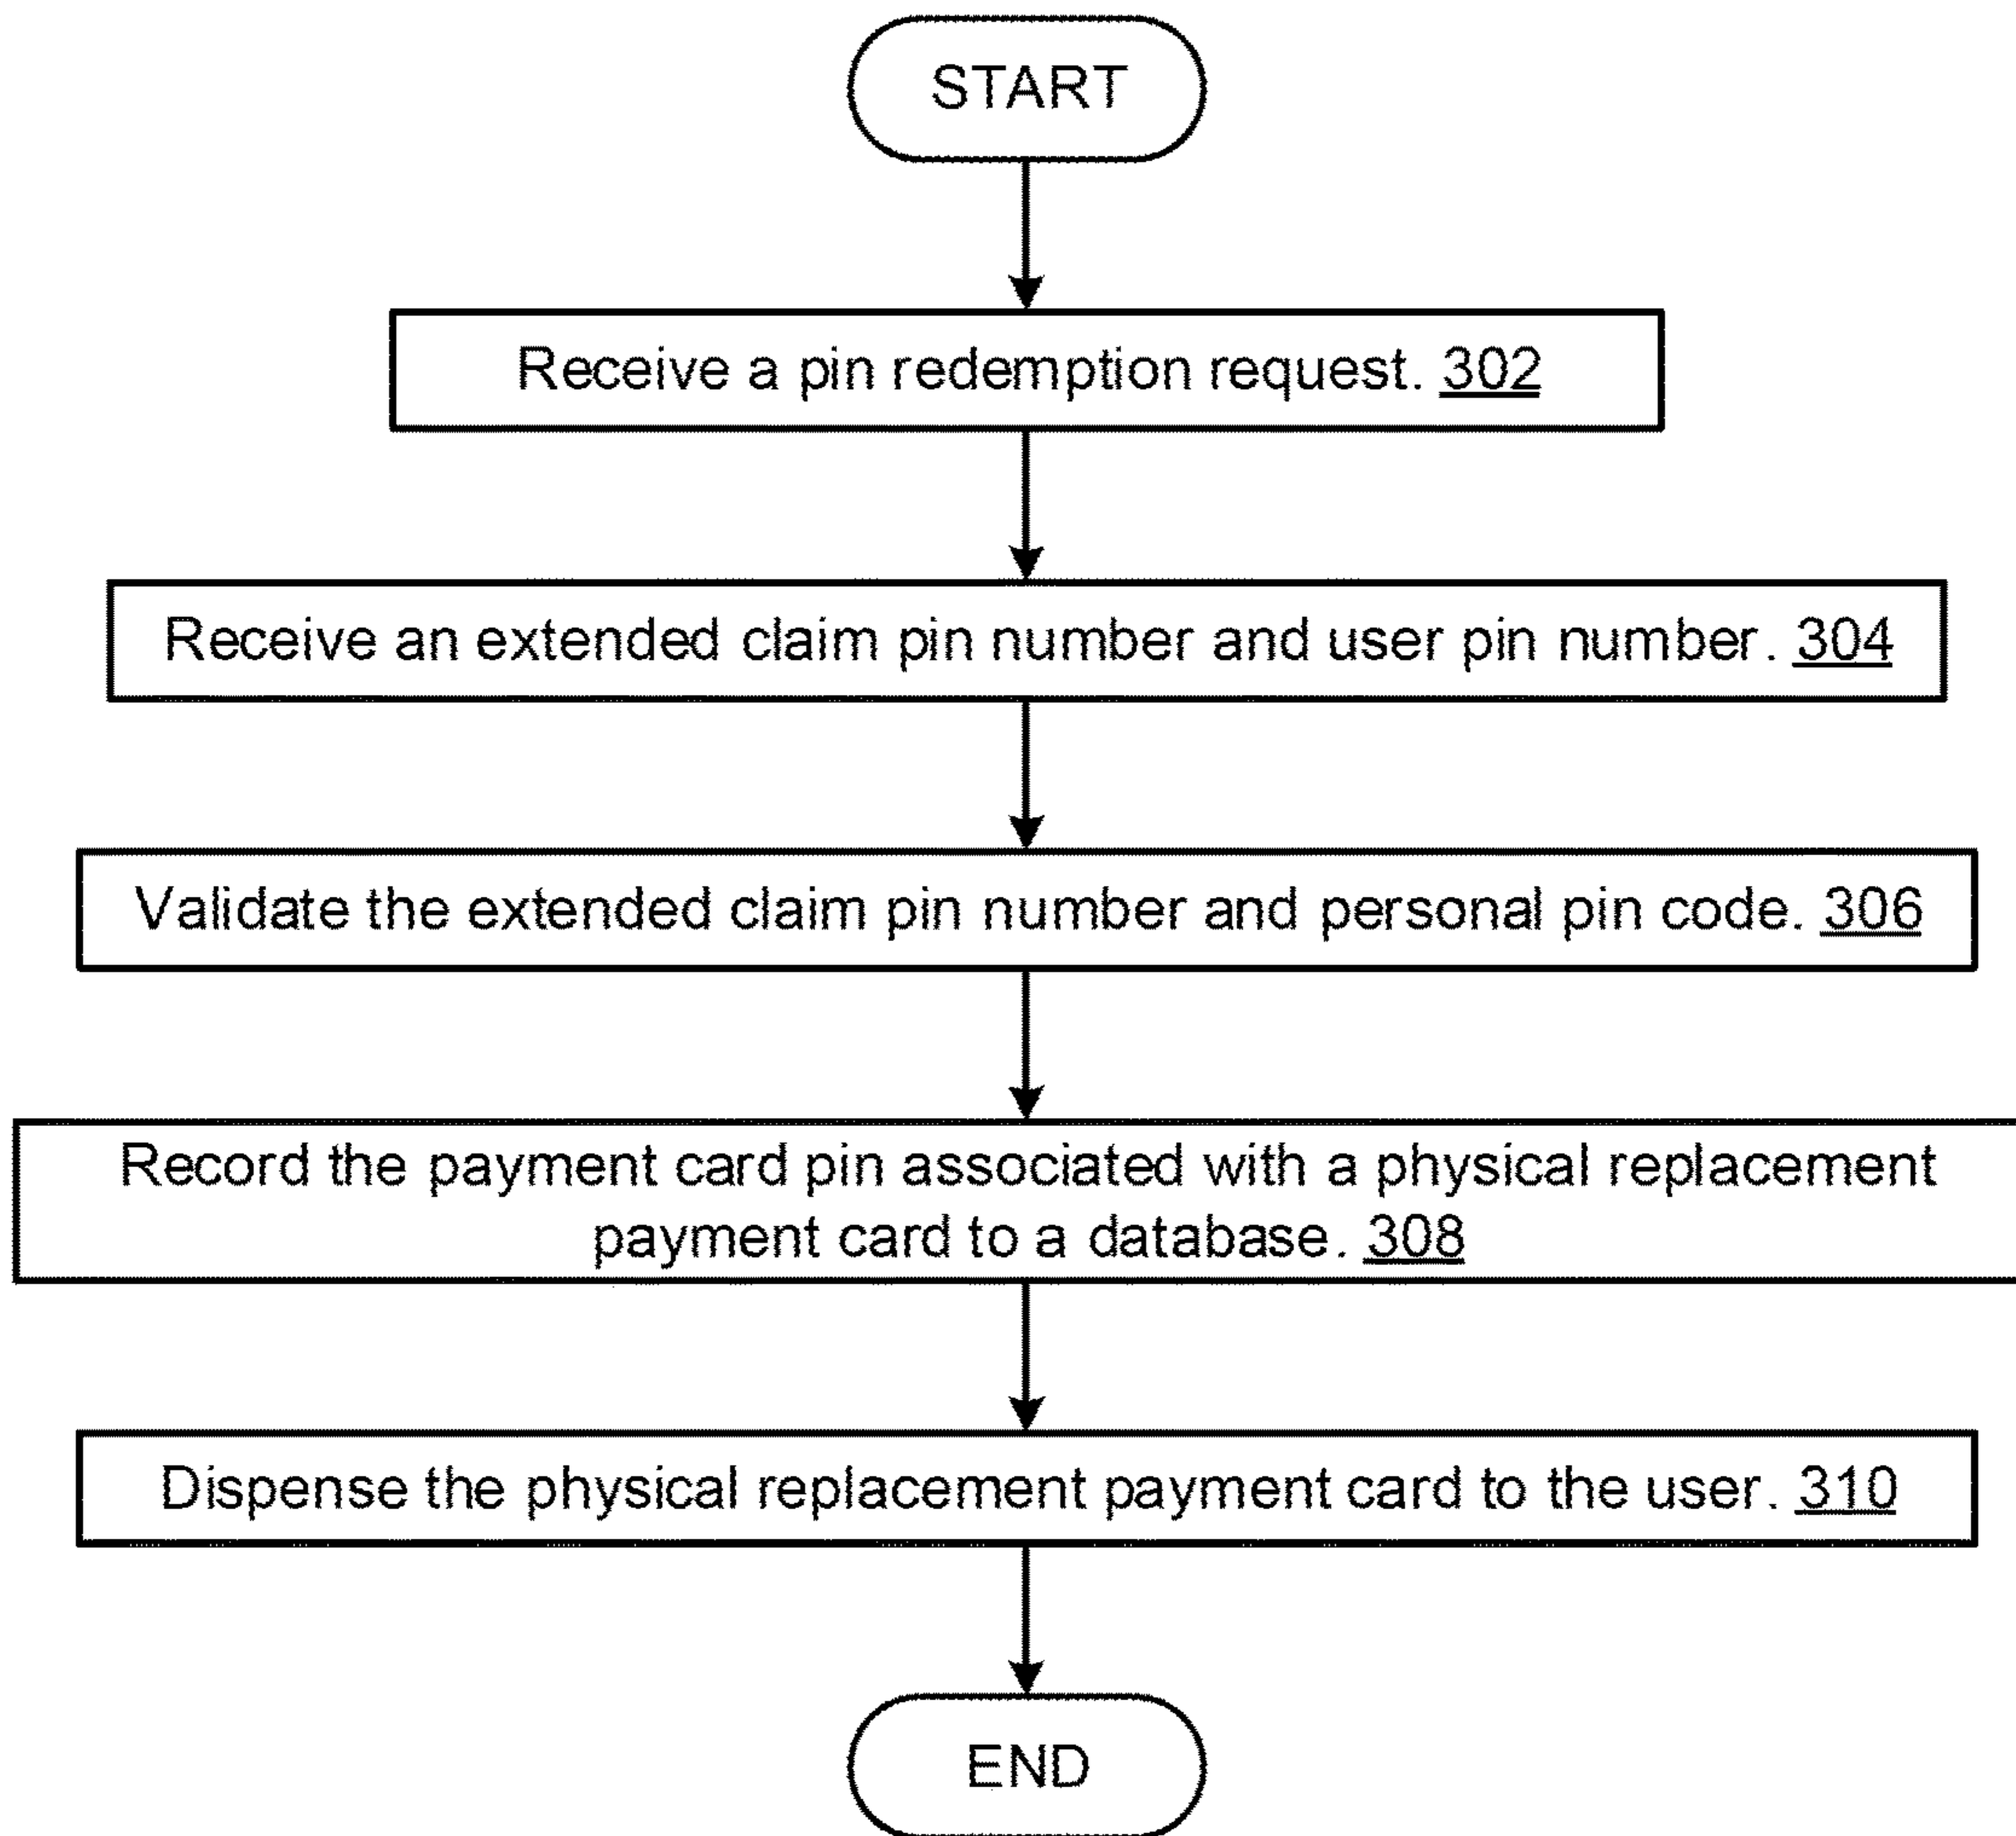 START
Receive a pin redemption request. 302
Receive an extended claim pin number and user pin number. 304
Validate the extended claim pin number and personal pin code. 306
Record the payment card pin associated with a physical replacement
payment card to a database. 308
Dispense the physical replacement payment card to the user. 310
END